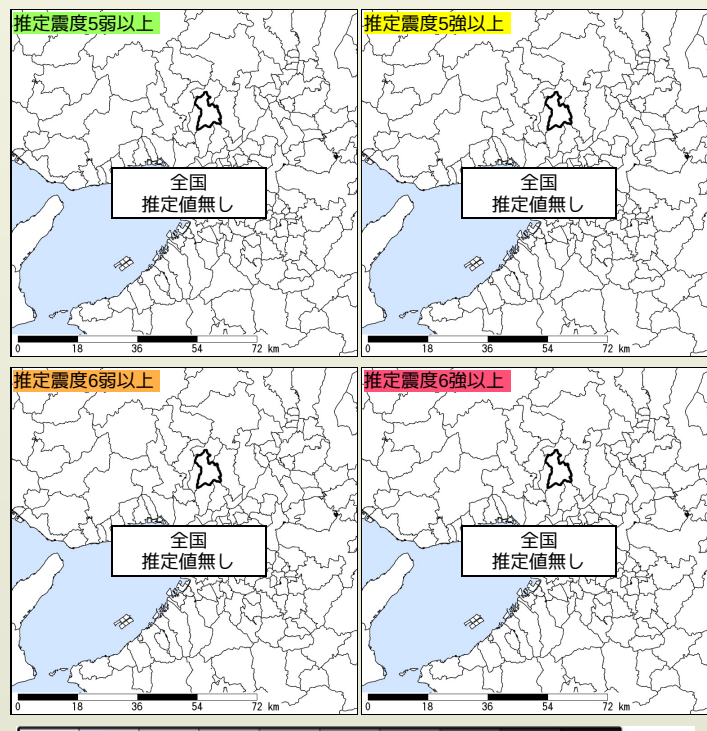 推定震度5弱以上
全国
推定値無し
0 18 36 54 72 km
推定震度5強以上
全国
推定値無し
0 18 36 54 72 km
推定震度6弱以上
全国
推定値無し
0 18 36 54 72 km
推定震度6強以上
全国
推定値無し
0 18 36 54 72 km